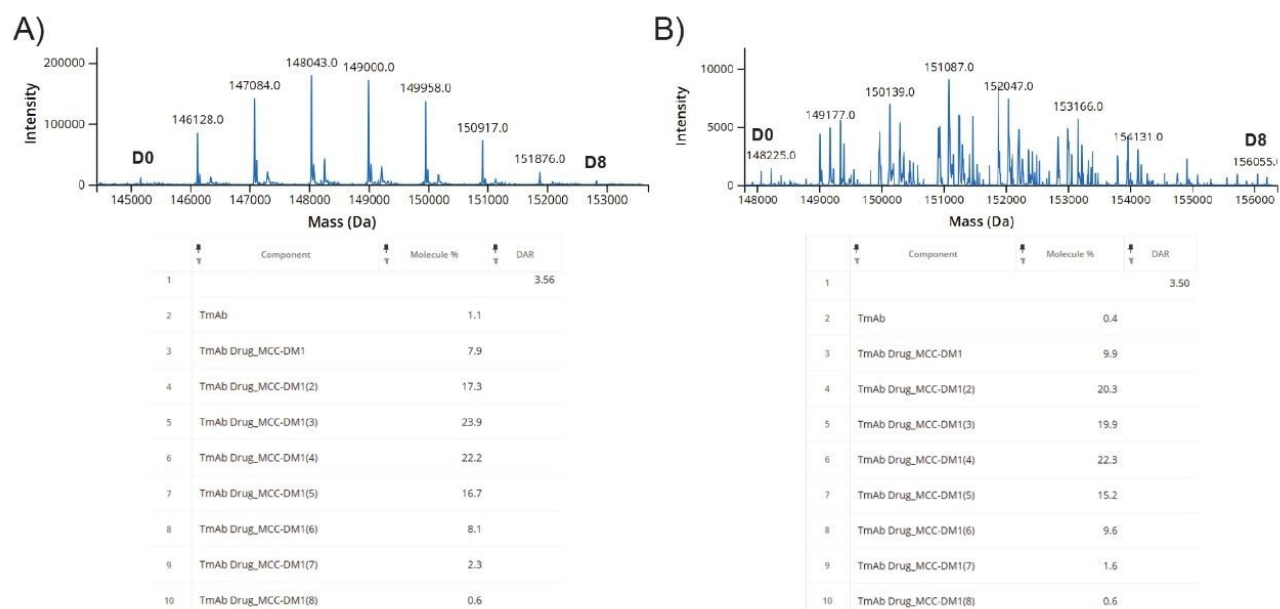 A)
200000
100000
0
Intensity
146128.0
147084.0
148043.0
149000.0
149958.0
150917.0
151876.0
D0
D8
145000 146000 147000 148000 149000 150000 151000 152000 153000
Mass (Da)
Component Molecule % DAR
1 3.56
2 TmAb 1.1
3 TmAb Drug_MCC-DM1 7.9
4 TmAb Drug_MCC-DM1(2) 17.3
5 TmAb Drug_MCC-DM1(3) 23.9
6 TmAb Drug_MCC-DM1(4) 22.2
7 TmAb Drug_MCC-DM1(5) 16.7
8 TmAb Drug_MCC-DM1(6) 8.1
9 TmAb Drug_MCC-DM1(7) 2.3
10 TmAb Drug_MCC-DM1(8) 0.6
B)
10000
5000
0
Intensity
D0
148225.0
149177.0
150139.0
151087.0
152047.0
153166.0
154131.0
D8
156055.0
148000 149000 150000 151000 152000 153000 154000 155000 156000
Mass (Da)
Component Molecule % DAR
1 3.50
2 TmAb 0.4
3 TmAb Drug_MCC-DM1 9.9
4 TmAb Drug_MCC-DM1(2) 20.3
5 TmAb Drug_MCC-DM1(3) 19.9
6 TmAb Drug_MCC-DM1(4) 22.3
7 TmAb Drug_MCC-DM1(5) 15.2
8 TmAb Drug_MCC-DM1(6) 9.6
9 TmAb Drug_MCC-DM1(7) 1.6
10 TmAb Drug_MCC-DM1(8) 0.6